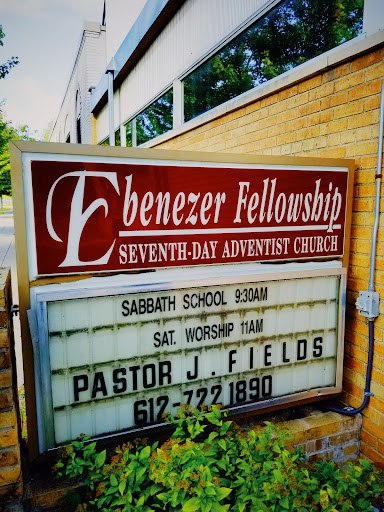 Ebenezer Fellowship
SEVENTH-DAY ADVENTIST CHURCH
SABBATH SCHOOL 9:30AM
SAT. WORSHIP 11AM
PASTOR J. FIELDS
612-722 1890